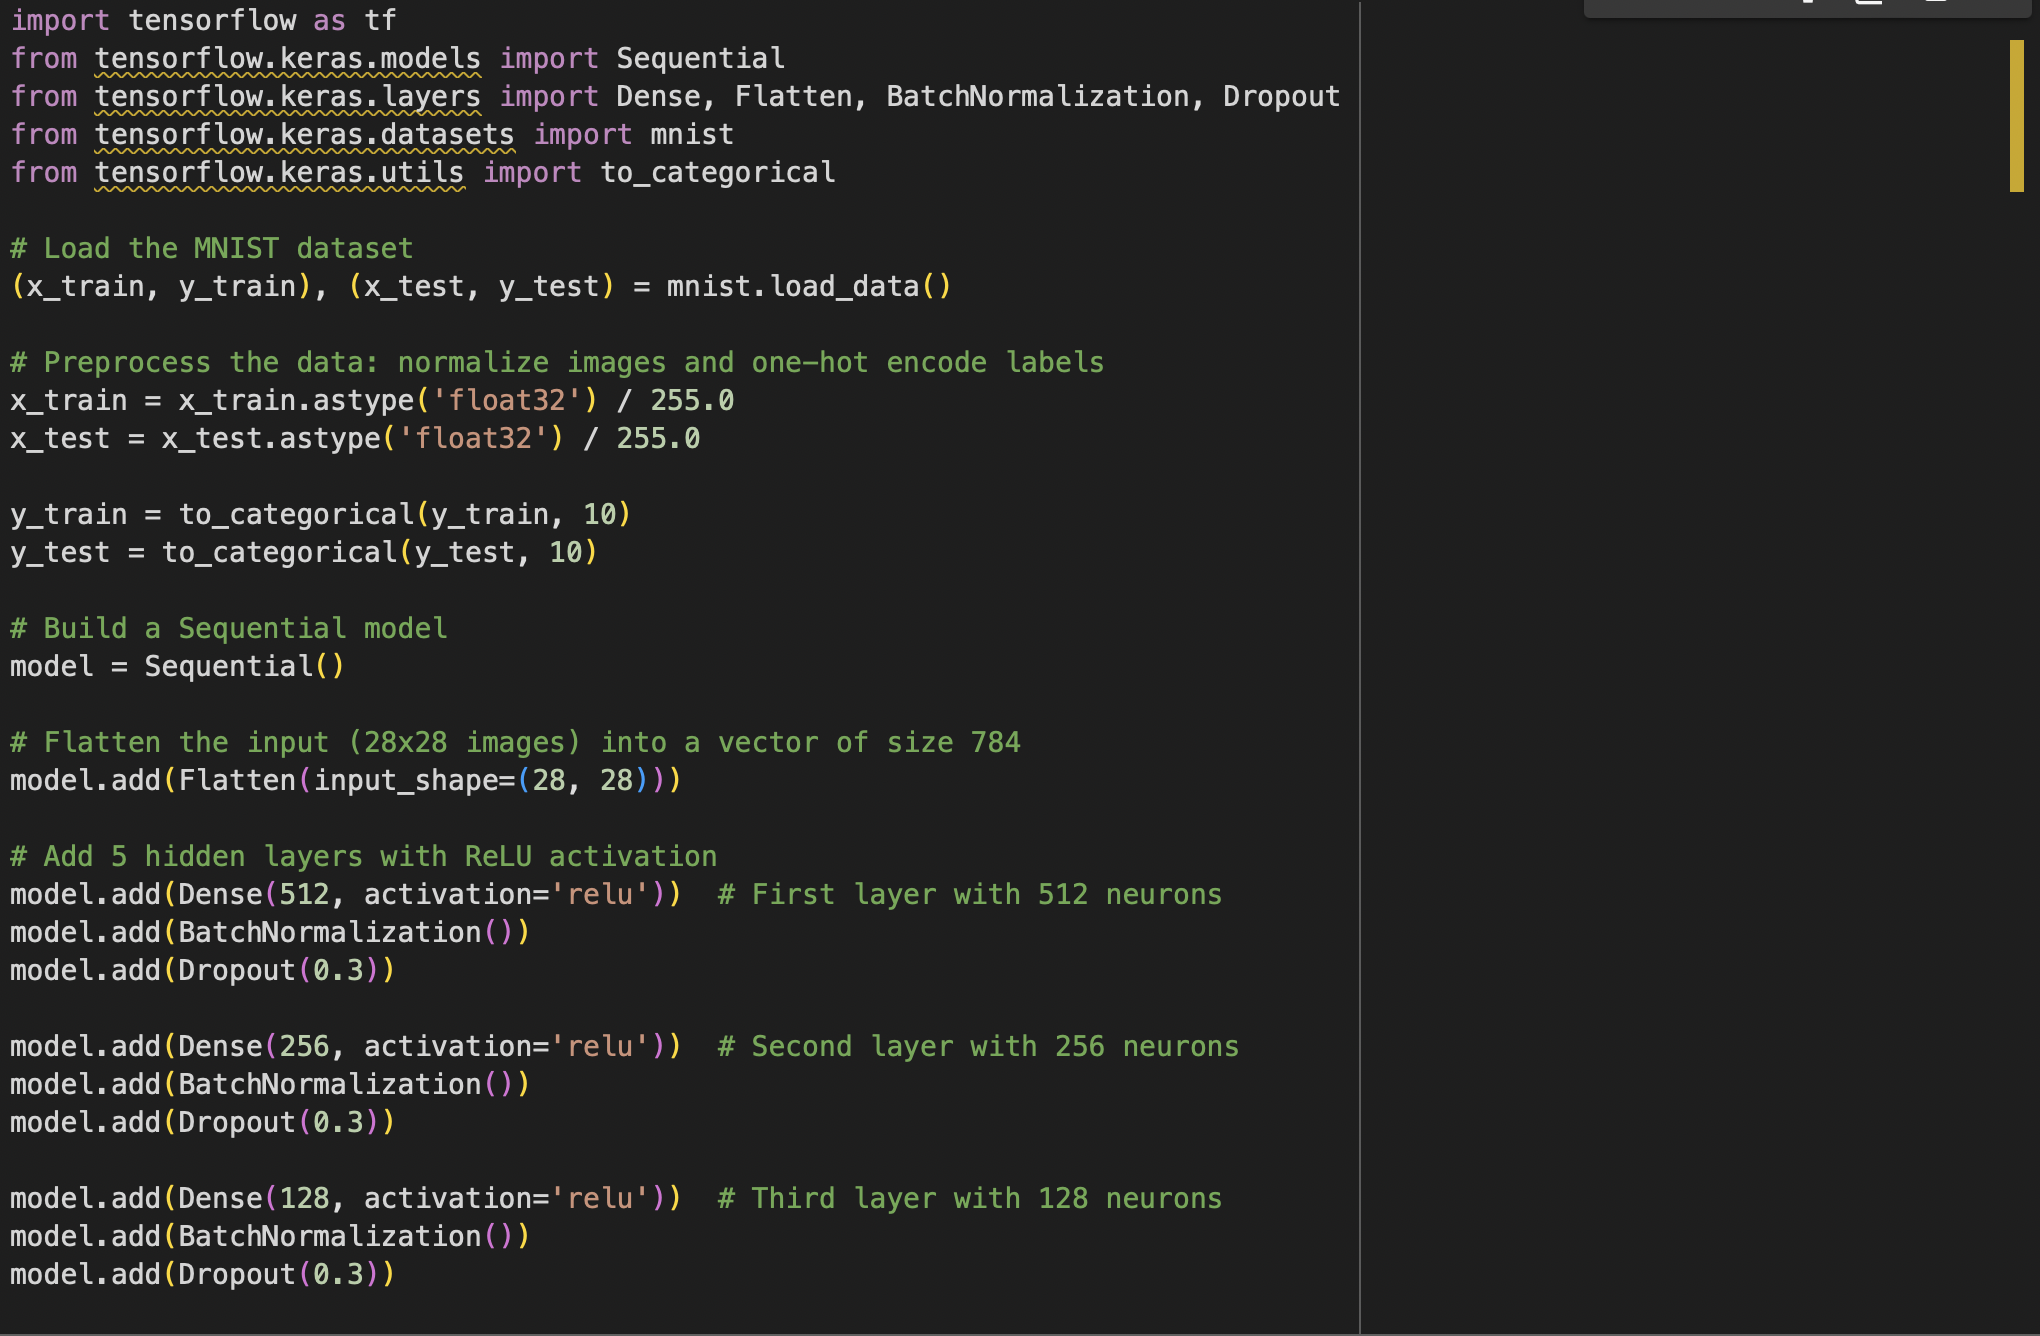 import tensorflow as tf
from tensorflow.keras.models import Sequential
from tensorflow.keras.layers import Dense, Flatten, BatchNormalization, Dropout
from tensorflow.keras.datasets import mnist
from tensorflow.keras.utils import to_categorical

# Load the MNIST dataset
(x_train, y_train), (x_test, y_test) = mnist.load_data()

# Preprocess the data: normalize images and one-hot encode labels
x_train = x_train.astype('float32') / 255.0
x_test = x_test.astype('float32') / 255.0

y_train = to_categorical(y_train, 10)
y_test = to_categorical(y_test, 10)

# Build a Sequential model
model = Sequential()

# Flatten the input (28x28 images) into a vector of size 784
model.add(Flatten(input_shape=(28, 28)))

# Add 5 hidden layers with ReLU activation
model.add(Dense(512, activation='relu'))  # First layer with 512 neurons
model.add(BatchNormalization())
model.add(Dropout(0.3))

model.add(Dense(256, activation='relu'))  # Second layer with 256 neurons
model.add(BatchNormalization())
model.add(Dropout(0.3))

model.add(Dense(128, activation='relu'))  # Third layer with 128 neurons
model.add(BatchNormalization())
model.add(Dropout(0.3))